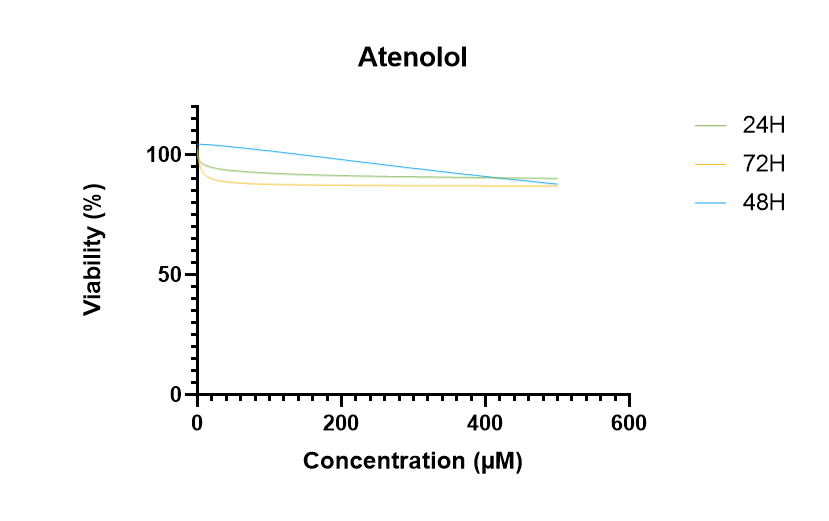 Atenolol
Viability (%)
100
50
0
0 200 400 600
Concentration (µM)
24H
72H
48H